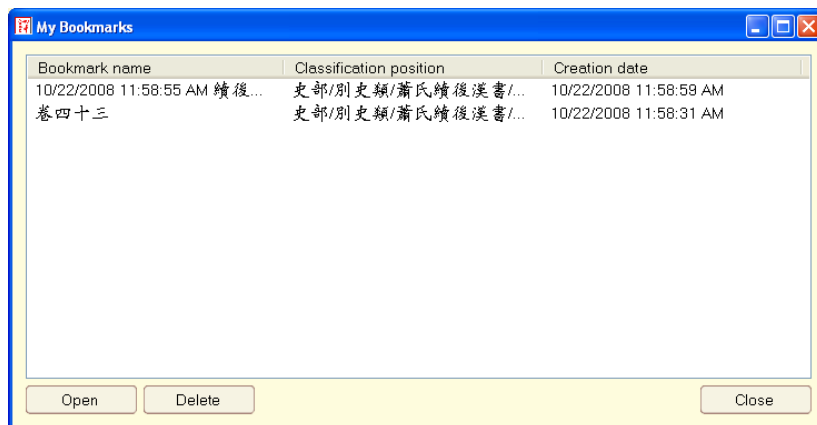 My Bookmarks
Bookmark name Classification position Creation date
10/22/2008 11:58:55 AM 續後... 史部/別史類/蕭氏續後漢書/... 10/22/2008 11:58:59 AM
卷四十三 史部/別史類/蕭氏續後漢書/... 10/22/2008 11:58:31 AM
Open Delete Close